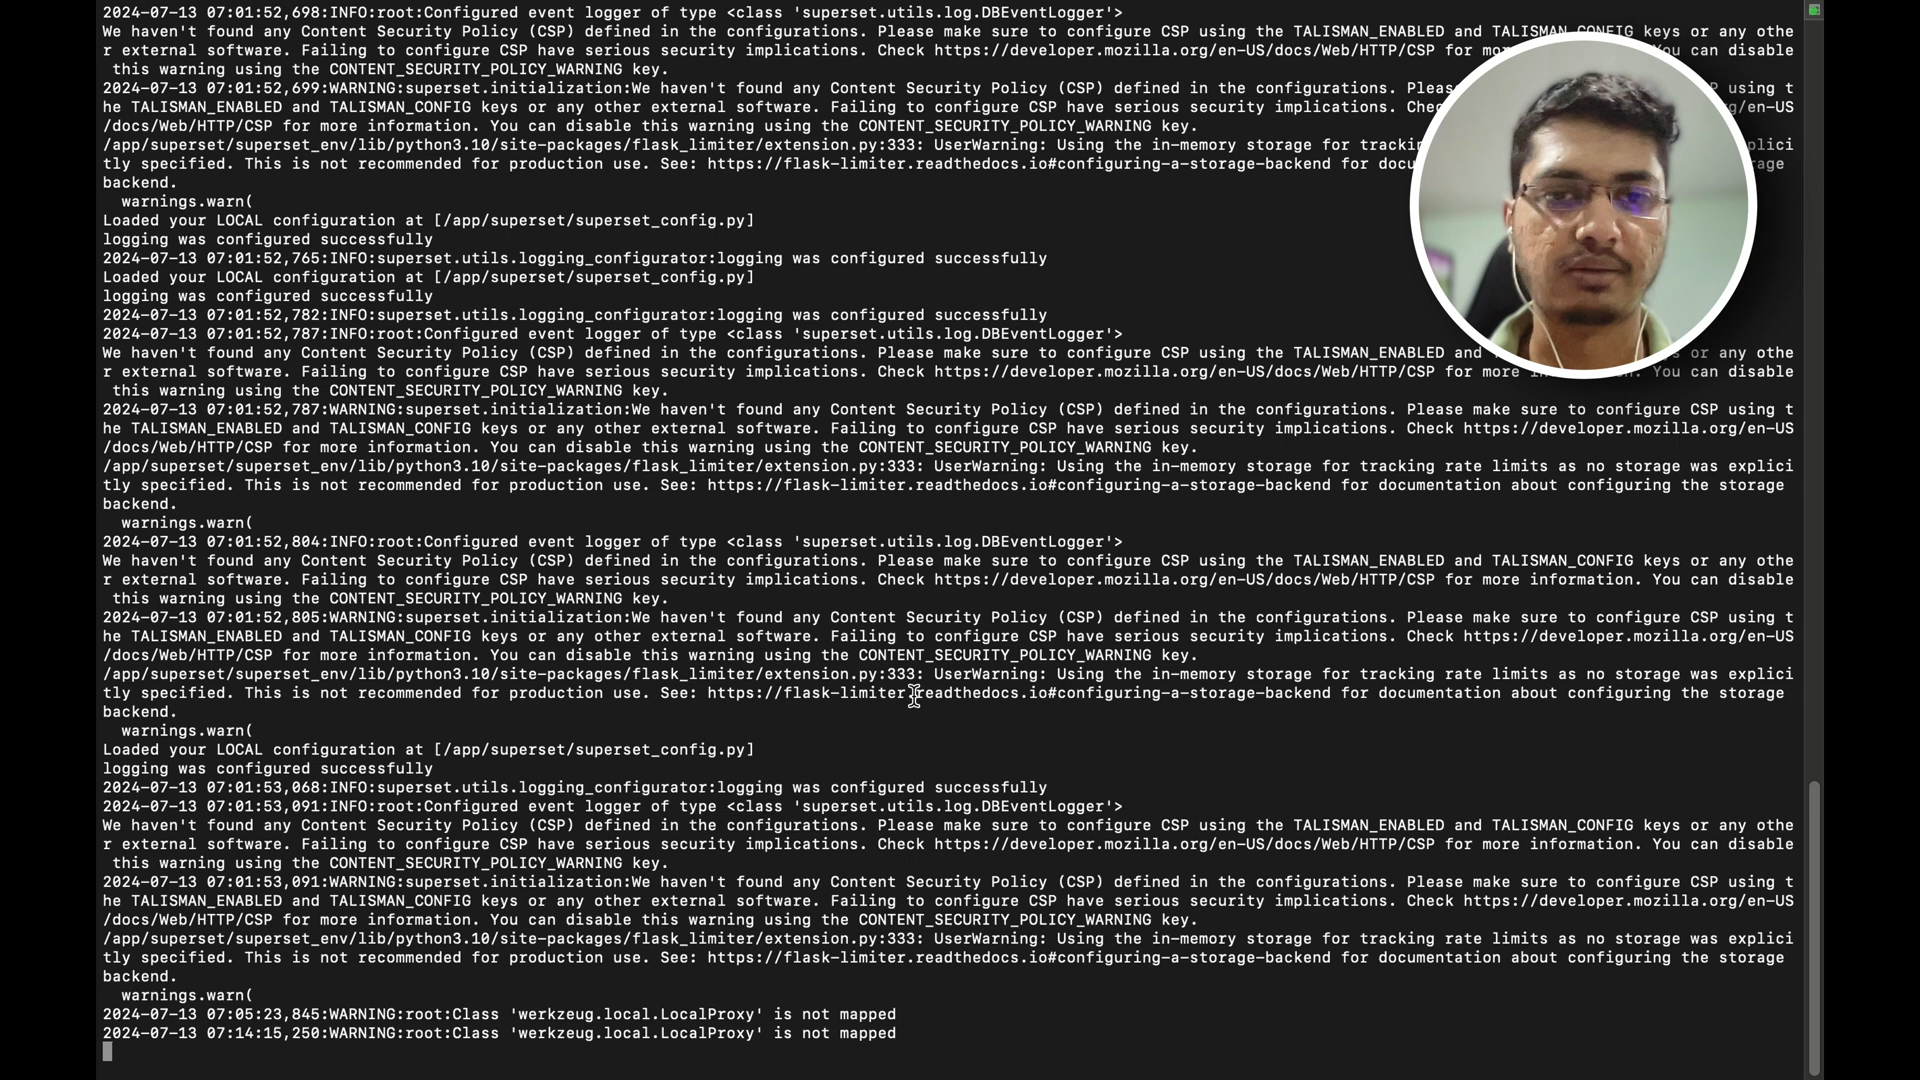 2024-07-13 07:01:52,698:INFO:root:Configured event logger of type <class 'superset.utils.log.DBEventLogger'>
We haven't found any Content Security Policy (CSP) defined in the configurations. Please make sure to configure CSP using the TALISMAN_ENABLED and TALISMAN_CONFIG keys or any othe
r external software. Failing to configure CSP have serious security implications. Check https://developer.mozilla.org/en-US/docs/Web/HTTP/CSP for You can disable
this warning using the CONTENT_SECURITY_POLICY_WARNING key.
2024-07-13 07:01:52,699:WARNING:superset.initialization:We haven't found any Content Security Policy (CSP) defined in the configurations. using t
he TALISMAN_ENABLED and TALISMAN_CONFIG keys or any other external software. Failing to configure CSP have serious security implications. /en-US
/docs/Web/HTTP/CSP for more information. You can disable this warning using the CONTENT_SECURITY_POLICY_WARNING key.
/app/superset/superset_env/lib/python3.10/site-packages/flask_limiter/extension.py:333: UserWarning: Using the in-memory storage for plici
tly specified. This is not recommended for production use. See: https://flask-limiter.readthedocs.io#configuring-a-storage-backend for
backend.
warnings.warn(
Loaded your LOCAL configuration at [/app/superset/superset_config.py]
logging was configured successfully
2024-07-13 07:01:52,765:INFO:superset.utils.logging_configurator:logging was configured successfully
Loaded your LOCAL configuration at [/app/superset/superset_config.py]
logging was configured successfully
2024-07-13 07:01:52,782:INFO:superset.utils.logging_configurator:logging was configured successfully
2024-07-13 07:01:52,787:INFO:root:Configured event logger of type <class 'superset.utils.log.DBEventLogger'>
We haven't found any Content Security Policy (CSP) defined in the configurations. Please make sure to configure CSP using the TALISMAN_ENABLED and or any othe
r external software. Failing to configure CSP have serious security implications. Check https://developer.mozilla.org/en-US/docs/Web/HTTP/CSP for more You can disable
this warning using the CONTENT_SECURITY_POLICY_WARNING key.
2024-07-13 07:01:52,787:WARNING:superset.initialization:We haven't found any Content Security Policy (CSP) defined in the configurations. Please make sure to configure CSP using t
he TALISMAN_ENABLED and TALISMAN_CONFIG keys or any other external software. Failing to configure CSP have serious security implications. Check https://developer.mozilla.org/en-US
/docs/Web/HTTP/CSP for more information. You can disable this warning using the CONTENT_SECURITY_POLICY_WARNING key.
/app/superset/superset_env/lib/python3.10/site-packages/flask_limiter/extension.py:333: UserWarning: Using the in-memory storage for tracking rate limits as no storage was explici
tly specified. This is not recommended for production use. See: https://flask-limiter.readthedocs.io#configuring-a-storage-backend for documentation about configuring the storage
backend.
warnings.warn(
2024-07-13 07:01:52,804:INFO:root:Configured event logger of type <class 'superset.utils.log.DBEventLogger'>
We haven't found any Content Security Policy (CSP) defined in the configurations. Please make sure to configure CSP using the TALISMAN_ENABLED and TALISMAN_CONFIG keys or any othe
r external software. Failing to configure CSP have serious security implications. Check https://developer.mozilla.org/en-US/docs/Web/HTTP/CSP for more information. You can disable
this warning using the CONTENT_SECURITY_POLICY_WARNING key.
2024-07-13 07:01:52,805:WARNING:superset.initialization:We haven't found any Content Security Policy (CSP) defined in the configurations. Please make sure to configure CSP using t
he TALISMAN_ENABLED and TALISMAN_CONFIG keys or any other external software. Failing to configure CSP have serious security implications. Check https://developer.mozilla.org/en-US
/docs/Web/HTTP/CSP for more information. You can disable this warning using the CONTENT_SECURITY_POLICY_WARNING key.
/app/superset/superset_env/lib/python3.10/site-packages/flask_limiter/extension.py:333: UserWarning: Using the in-memory storage for tracking rate limits as no storage was explici
tly specified. This is not recommended for production use. See: https://flask-limiter.readthedocs.io#configuring-a-storage-backend for documentation about configuring the storage
backend.
warnings.warn(
Loaded your LOCAL configuration at [/app/superset/superset_config.py]
logging was configured successfully
2024-07-13 07:01:53,068:INFO:superset.utils.logging_configurator:logging was configured successfully
2024-07-13 07:01:53,091:INFO:root:Configured event logger of type <class 'superset.utils.log.DBEventLogger'>
We haven't found any Content Security Policy (CSP) defined in the configurations. Please make sure to configure CSP using the TALISMAN_ENABLED and TALISMAN_CONFIG keys or any othe
r external software. Failing to configure CSP have serious security implications. Check https://developer.mozilla.org/en-US/docs/Web/HTTP/CSP for more information. You can disable
this warning using the CONTENT_SECURITY_POLICY_WARNING key.
2024-07-13 07:01:53,091:WARNING:superset.initialization:We haven't found any Content Security Policy (CSP) defined in the configurations. Please make sure to configure CSP using t
he TALISMAN_ENABLED and TALISMAN_CONFIG keys or any other external software. Failing to configure CSP have serious security implications. Check https://developer.mozilla.org/en-US
/docs/Web/HTTP/CSP for more information. You can disable this warning using the CONTENT_SECURITY_POLICY_WARNING key.
/app/superset/superset_env/lib/python3.10/site-packages/flask_limiter/extension.py:333: UserWarning: Using the in-memory storage for tracking rate limits as no storage was explici
tly specified. This is not recommended for production use. See: https://flask-limiter.readthedocs.io#configuring-a-storage-backend for documentation about configuring the storage
backend.
warnings.warn(
2024-07-13 07:05:23,845:WARNING:root:Class 'werkzeug.local.LocalProxy' is not mapped
2024-07-13 07:14:15,250:WARNING:root:Class 'werkzeug.local.LocalProxy' is not mapped